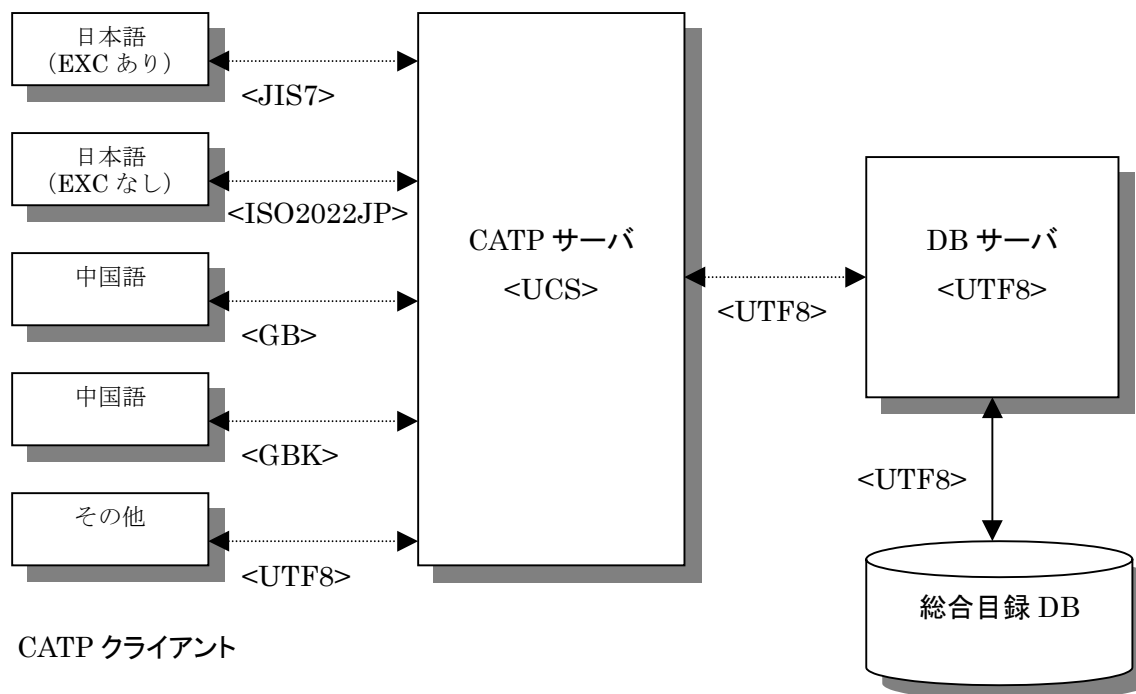 日本語
（EXC あり）
<JIS7>
日本語
（EXC なし）
<ISO2022JP>
中国語
<GB>
中国語
<GBK>
その他
<UTF8>
CATP クライアント
CATP サーバ
<UCS>
<UTF8>
DB サーバ
<UTF8>
<UTF8>
総合目録 DB